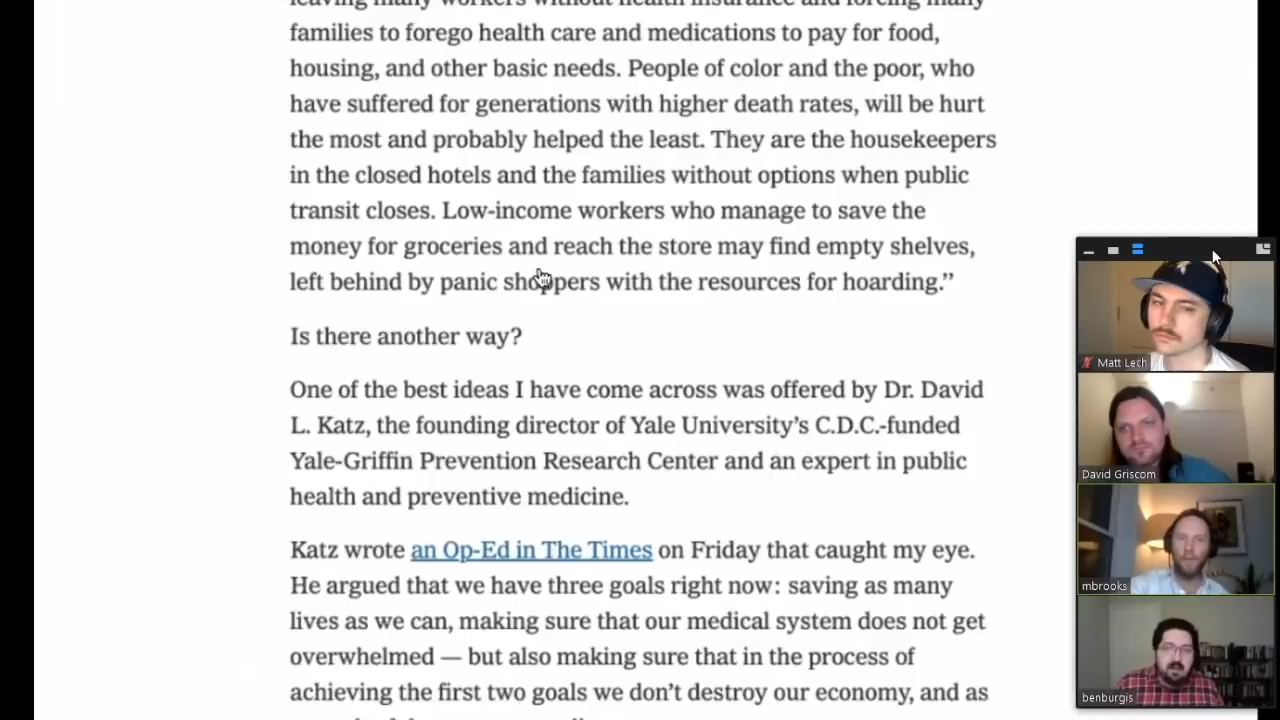 leaving many workers without health insurance and forcing many
families to forego health care and medications to pay for food,
housing, and other basic needs. People of color and the poor, who
have suffered for generations with higher death rates, will be hurt
the most and probably helped the least. They are the housekeepers
in the closed hotels and the families without options when public
transit closes. Low-income workers who manage to save the
money for groceries and reach the store may find empty shelves,
left behind by panic shoppers with the resources for hoarding.”
Is there another way?
One of the best ideas I have come across was offered by Dr. David
L. Katz, the founding director of Yale University’s C.D.C.-funded
Yale-Griffin Prevention Research Center and an expert in public
health and preventive medicine.
Katz wrote an Op-Ed in The Times on Friday that caught my eye.
He argued that we have three goals right now: saving as many
lives as we can, making sure that our medical system does not get
overwhelmed — but also making sure that in the process of
achieving the first two goals we don’t destroy our economy, and as
Matt Lech
David Griscom
mbrooks
benburgis